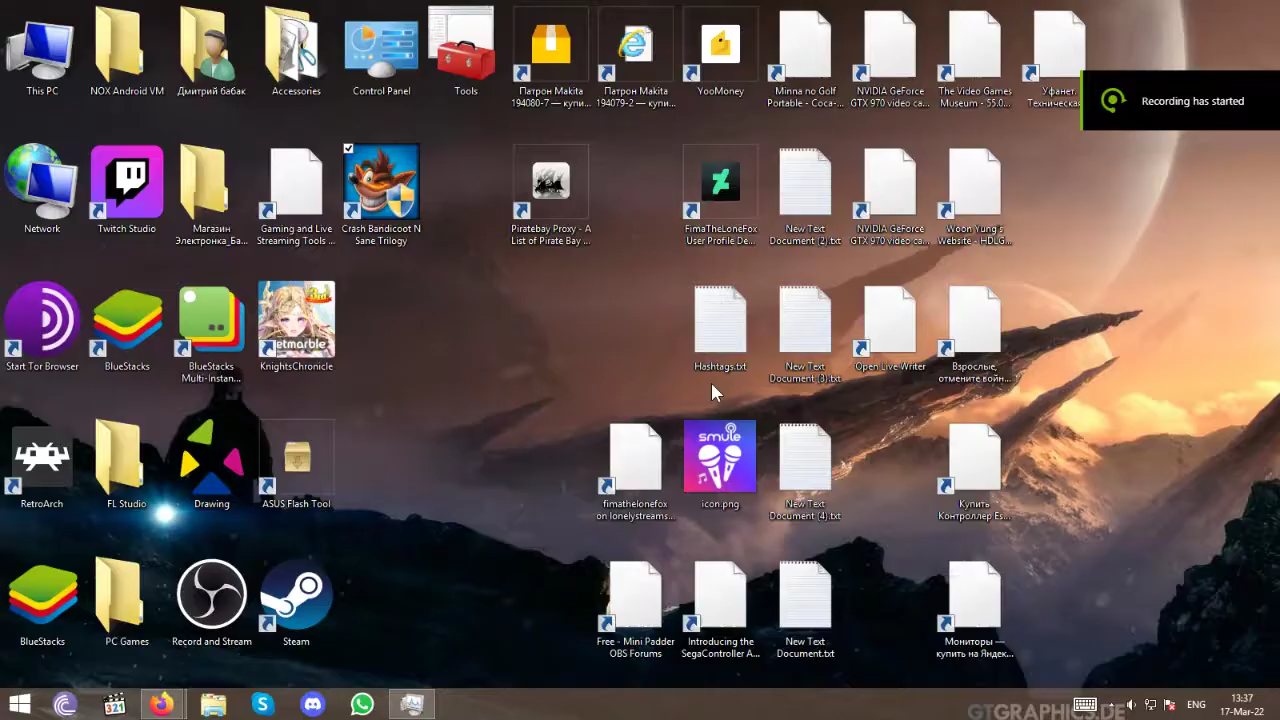 This PC
NOX Android VM
Дмитрий бабак
Accessories
Control Panel
Tools
Патрон Makita
194080-7 — купи...
Патрон Makita
194079-2 — купи...
YooMoney
Minna no Golf
Portable - Coca-...
NVIDIA GeForce
GTX 970 video ca...
The Video Games
Museum - 55.0...
Уфанет.
Техническая
Recording has started
Network
Twitch Studio
Магазин
Электронка_Ба...
Gaming and Live
Streaming Tools ...
Crash Bandicoot N
Sane Trilogy
Piratebay Proxy - A
List of Pirate Bay ...
FimaTheLoneFox
User Profile De...
New Text
Document (2).txt
NVIDIA GeForce
GTX 970 video ca...
Woon Yung's
Website - HDLG...
Start Tor Browser
BlueStacks
BlueStacks
Multi-Instan...
3rd
etmarble
KnightsChronicle
Hashtags.txt
New Text
Document (3).txt
Open Live Writer
Взрослые,
отмените войн...
RetroArch
FL Studio
Drawing
ASUS Flash Tool
fimathelonefox
on lonelystreams...
smule
icon.png
New Text
Document (4).txt
Купить
Контроллер Es...
BlueStacks
PC Games
Record and Stream
Steam
Free - Mini Padder
OBS Forums
Introducing the
SegaController A...
New Text
Document.txt
Мониторы —
купить на Яндек...
321
ENG
13:37
17-Mar-22
GTGRAPHICS.DE